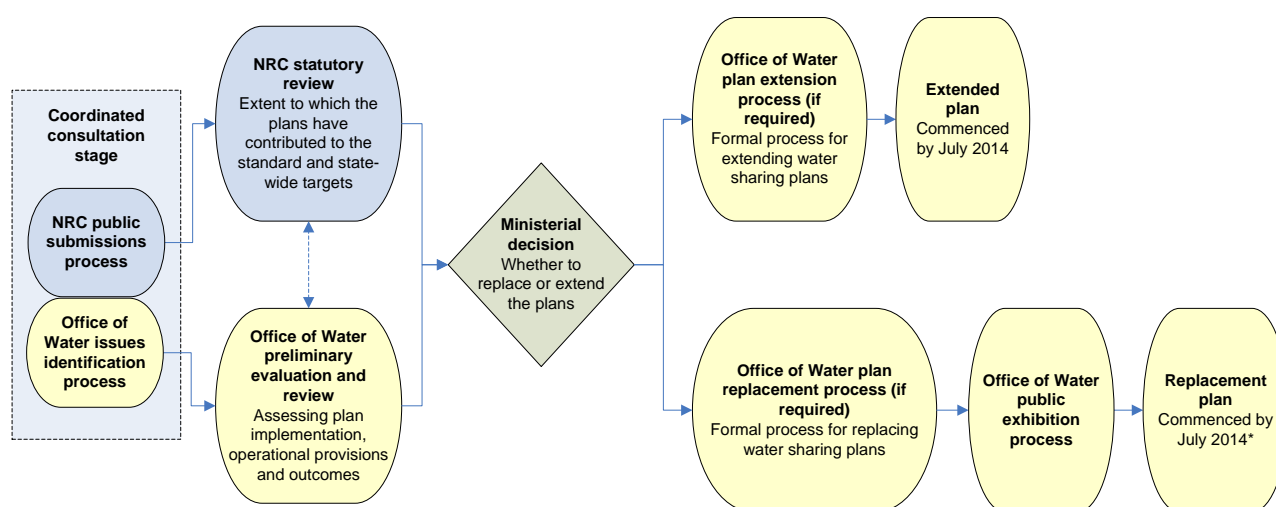 Coordinated
consultation
stage
NRC public
submissions
process
Office of
Water issues
identification
process
NRC statutory
review
Extent to which the
plans have
contributed to the
standard and state-
wide targets
Office of Water
preliminary
evaluation and
review
Assessing plan
implementation,
operational provisions
and outcomes
Ministerial
decision
Whether to
replace or extend
the plans
Office of Water
plan extension
process (if
required)
Formal process for
extending water
sharing plans
Extended
plan
Commenced
by July 2014
Office of Water plan
replacement process (if
required)
Formal process for replacing
water sharing plans
Office of Water
public
exhibition
process
Replacement
plan
Commenced by
July 2014*